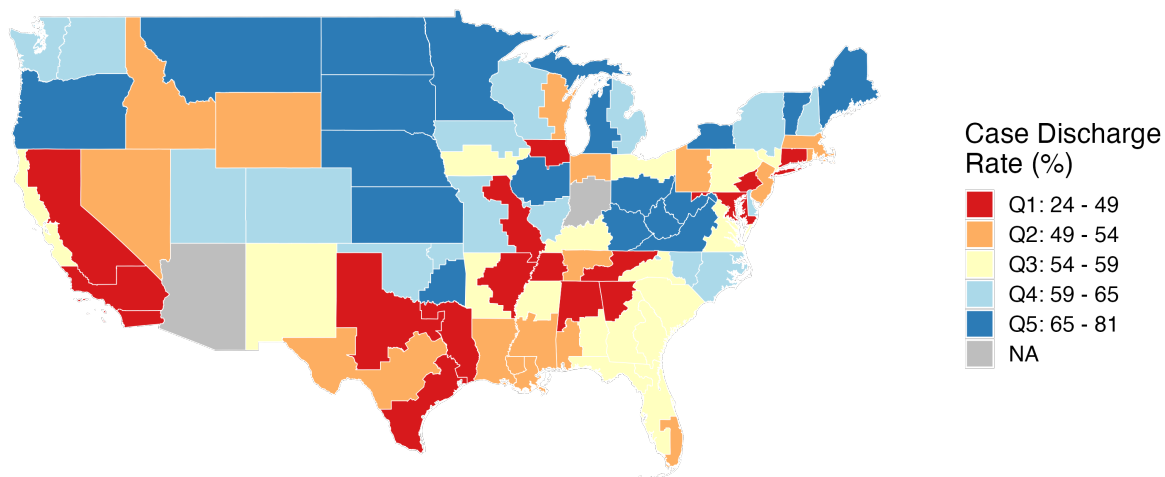 Case Discharge
Rate (%)
Q1: 24 - 49
Q2: 49 - 54
Q3: 54 - 59
Q4: 59 - 65
Q5: 65 - 81
NA